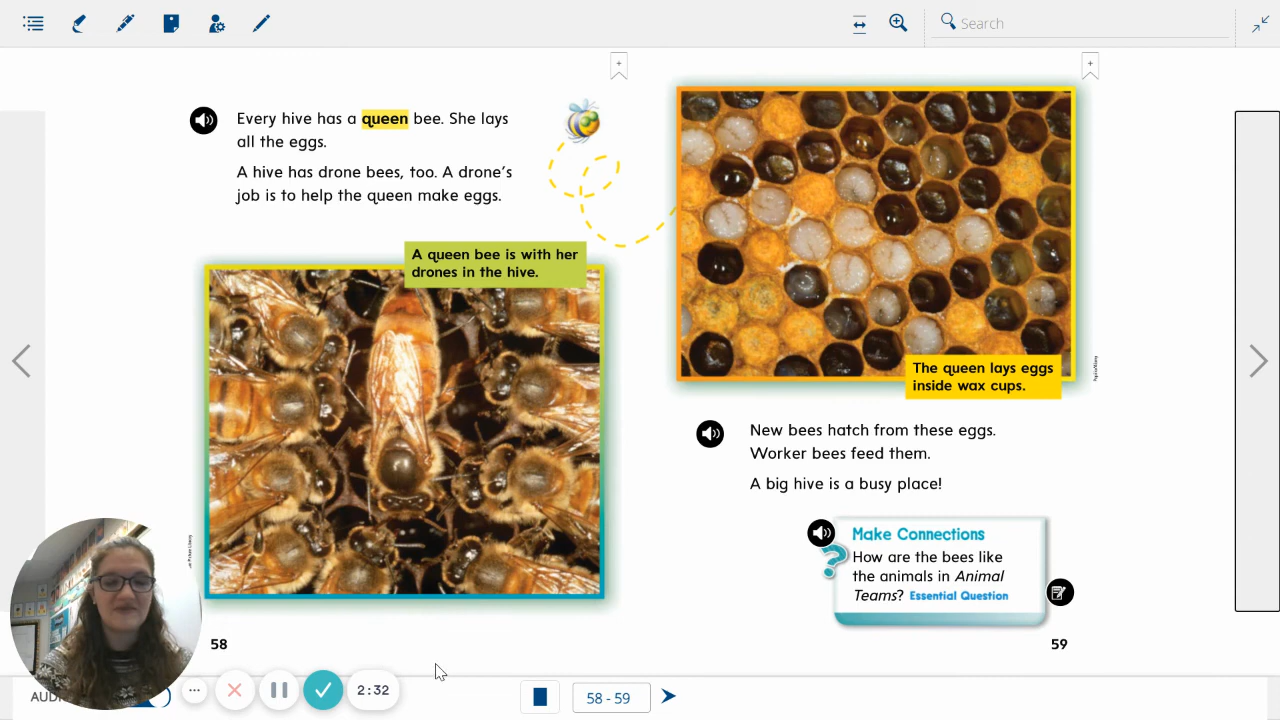 Search
Every hive has a queen bee. She lays
all the eggs.
A hive has drone bees, too. A drone's
job is to help the queen make eggs.
A queen bee is with her
drones in the hive.
The queen lays eggs
inside wax cups.
New bees hatch from these eggs.
Worker bees feed them.
A big hive is a busy place!
Make Connections
How are the bees like
the animals in Animal
Teams? Essential Question
58
59
2:32
58 - 59